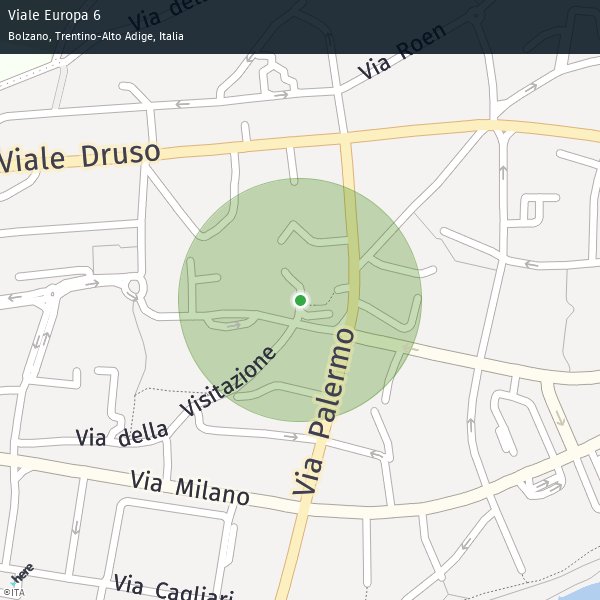 Viale Europa 6
Bolzano, Trentino-Alto Adige, Italia
Via della
Via Roen
Viale Druso
Via Palermo
Via della Visitazione
Via Milano
Via Cagliari
here
©ITA